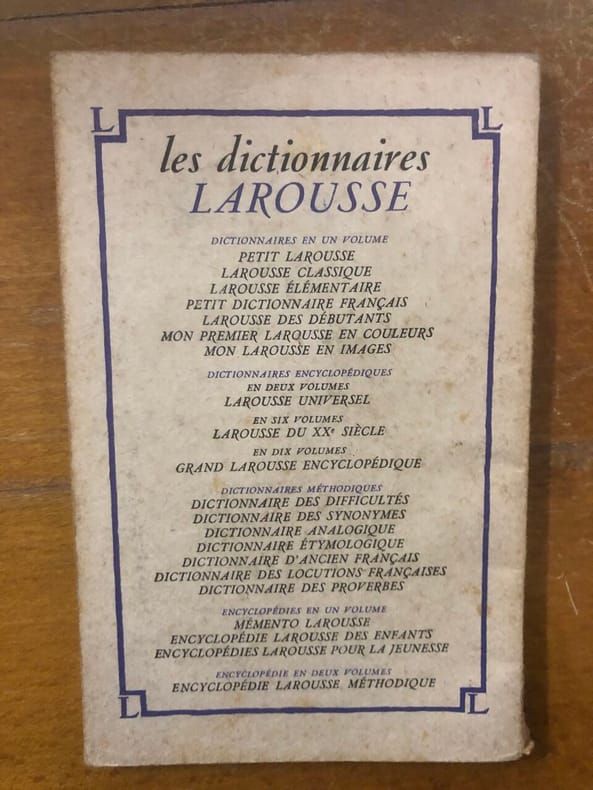 L L
les dictionnaires
LAROUSSE
DICTIONNAIRES EN UN VOLUME
PETIT LAROUSSE
LAROUSSE CLASSIQUE
LAROUSSE ÉLÉMENTAIRE
PETIT DICTIONNAIRE FRANÇAIS
LAROUSSE DES DÉBUTANTS
MON PREMIER LAROUSSE EN COULEURS
MON LAROUSSE EN IMAGES
DICTIONNAIRES ENCYCLOPÉDIQUES
EN DEUX VOLUMES
LAROUSSE UNIVERSEL
EN SIX VOLUMES
LAROUSSE DU XXe SIÈCLE
EN DIX VOLUMES
GRAND LAROUSSE ENCYCLOPÉDIQUE
DICTIONNAIRES MÉTHODIQUES
DICTIONNAIRE DES DIFFICULTÉS
DICTIONNAIRE DES SYNONYMES
DICTIONNAIRE ANALOGIQUE
DICTIONNAIRE ÉTYMOLOGIQUE
DICTIONNAIRE D'ANCIEN FRANÇAIS
DICTIONNAIRE DES LOCUTIONS FRANÇAISES
DICTIONNAIRE DES PROVERBES
ENCYCLOPÉDIES EN UN VOLUME
MÉMENTO LAROUSSE
ENCYCLOPÉDIE LAROUSSE DES ENFANTS
ENCYCLOPÉDIES LAROUSSE POUR LA JEUNESSE
ENCYCLOPÉDIE EN DEUX VOLUMES
ENCYCLOPÉDIE LAROUSSE MÉTHODIQUE
L L